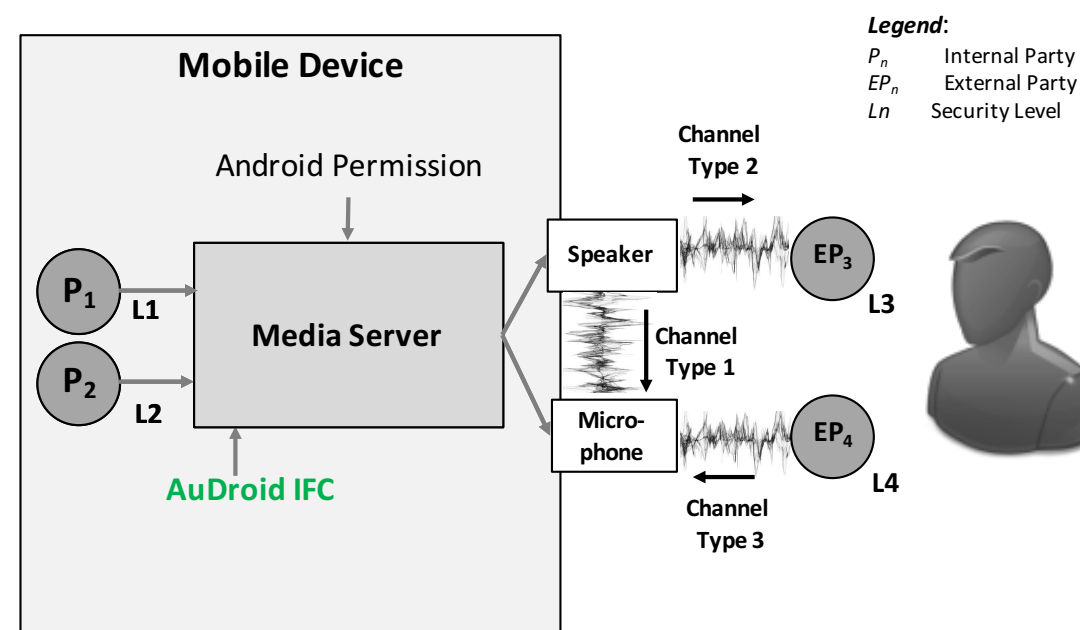 Legend:
Pn Internal Party
EPn External Party
Ln Security Level
Mobile Device
Channel
Type 2
Android Permission
Speaker
EP3
L3
P1
L1
Media Server
Channel
Type 1
P2
L2
Micro-
phone
EP4
L4
AuDroid IFC
Channel
Type 3